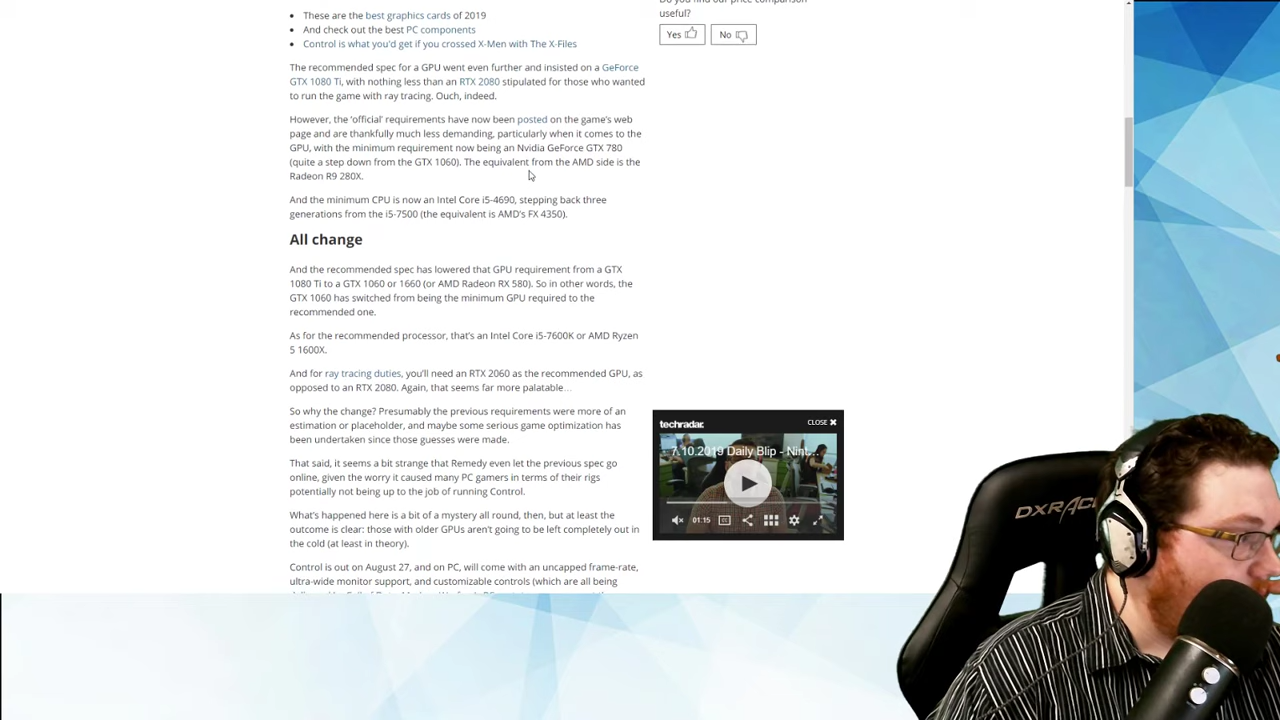 Do you find our price comparison
useful?
Yes
No
These are the best graphics cards of 2019
And check out the best PC components
Control is what you'd get if you crossed X-Men with The X-Files
The recommended spec for a GPU went even further and insisted on a GeForce
GTX 1080 Ti, with nothing less than an RTX 2080 stipulated for those who wanted
to run the game with ray tracing. Ouch, indeed.
However, the 'official' requirements have now been posted on the game's web
page and are thankfully much less demanding, particularly when it comes to the
GPU, with the minimum requirement now being an Nvidia GeForce GTX 780
(quite a step down from the GTX 1060). The equivalent from the AMD side is the
Radeon R9 280X.
And the minimum CPU is now an Intel Core i5-4690, stepping back three
generations from the i5-7500 (the equivalent is AMD's FX 4350).
All change
And the recommended spec has lowered that GPU requirement from a GTX
1080 Ti to a GTX 1060 or 1660 (or AMD Radeon RX 580). So in other words, the
GTX 1060 has switched from being the minimum GPU required to the
recommended one.
As for the recommended processor, that's an Intel Core i5-7600K or AMD Ryzen
5 1600X.
And for ray tracing duties, you'll need an RTX 2060 as the recommended GPU, as
opposed to an RTX 2080. Again, that seems far more palatable...
So why the change? Presumably the previous requirements were more of an
estimation or placeholder, and maybe some serious game optimization has
been undertaken since those guesses were made.
That said, it seems a bit strange that Remedy even let the previous spec go
online, given the worry it caused many PC gamers in terms of their rigs
potentially not being up to the job of running Control.
What's happened here is a bit of a mystery all round, then, but at least the
outcome is clear: those with older GPUs aren't going to be left completely out in
the cold (at least in theory).
Control is out on August 27, and on PC, will come with an uncapped frame-rate,
ultra-wide monitor support, and customizable controls (which are all being
techradar.
CLOSE X
7.10.2019 Daily Blip - Nint...
01:15
CC
DXRACE